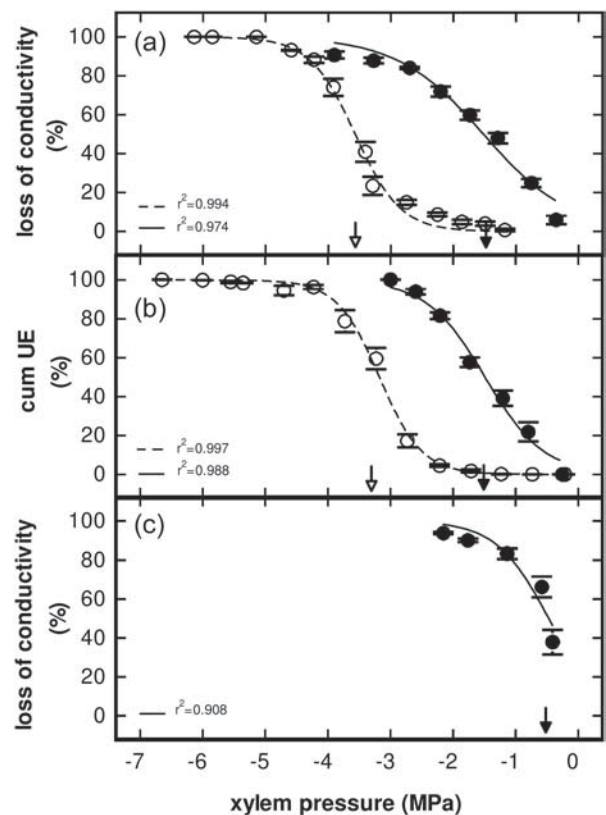 (a)
100
80
60
40
20
0
loss of conductivity
(%)
r²=0.994
r²=0.974
(b)
100
80
60
40
20
0
cum UE
(%)
r²=0.997
r²=0.988
(c)
100
80
60
40
20
0
loss of conductivity
(%)
r²=0.908
-7 -6 -5 -4 -3 -2 -1 0
xylem pressure (MPa)